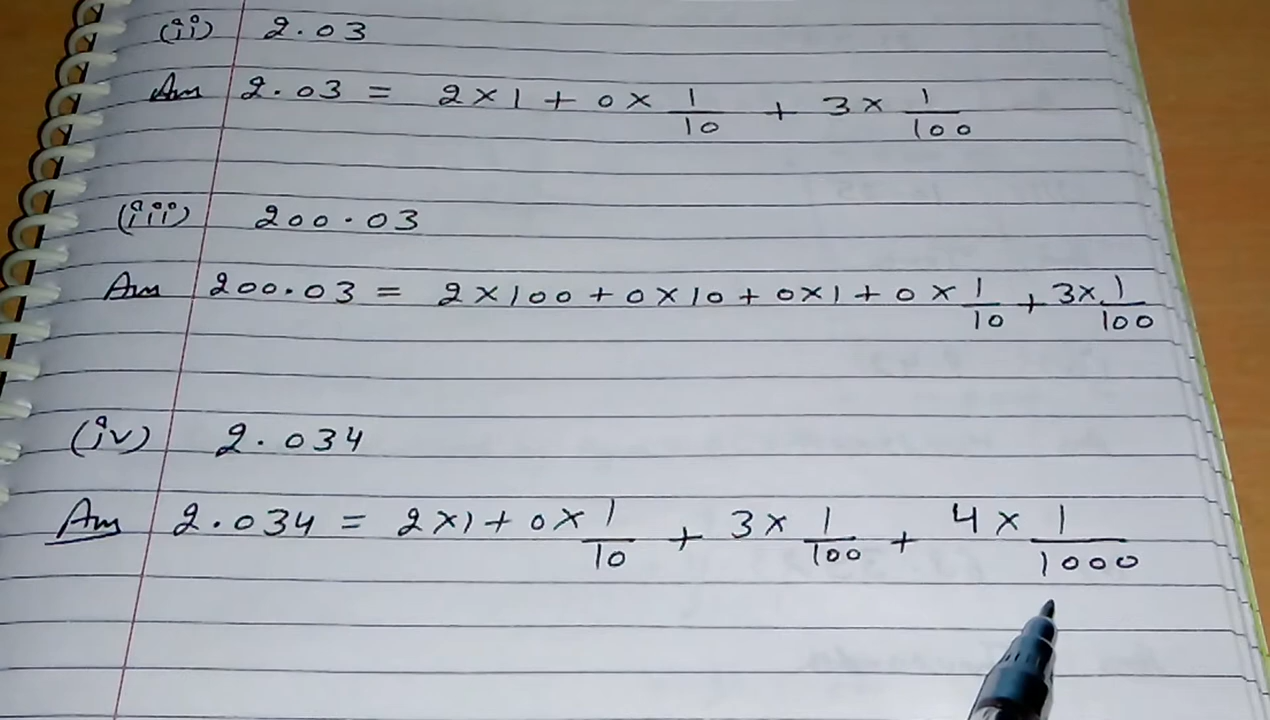 (ii) 2.03
Ans 2.03 = 2 × 1 + 0 × 1/10 + 3 × 1/100
(iii) 200.03
Ans 200.03 = 2 × 100 + 0 × 10 + 0 × 1 + 0 × 1/10 + 3 × 1/100
(iv) 2.034
Ans 2.034 = 2 × 1 + 0 × 1/10 + 3 × 1/100 + 4 × 1/1000